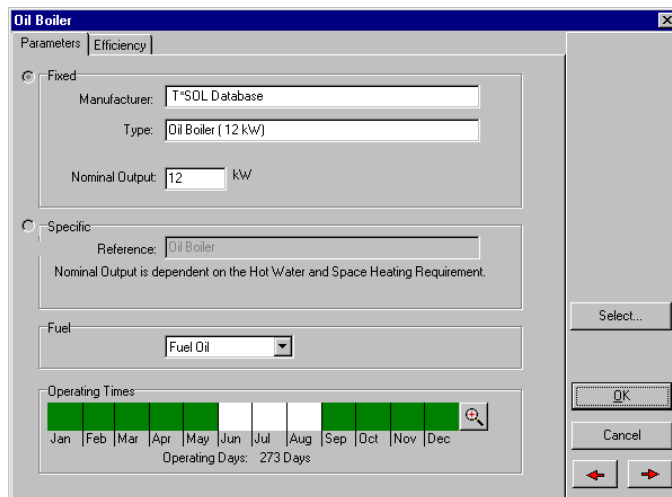 Oil Boiler
Parameters Efficiency
Fixed
Manufacturer: T*SOL Database
Type: Oil Boiler ( 12 kW)
Nominal Output: 12 kW
Specific
Reference: Oil Boiler
Nominal Output is dependent on the Hot Water and Space Heating Requirement.
Fuel
Fuel Oil
Operating Times
Jan Feb Mar Apr May Jun Jul Aug Sep Oct Nov Dec
Operating Days: 273 Days
Select...
OK
Cancel